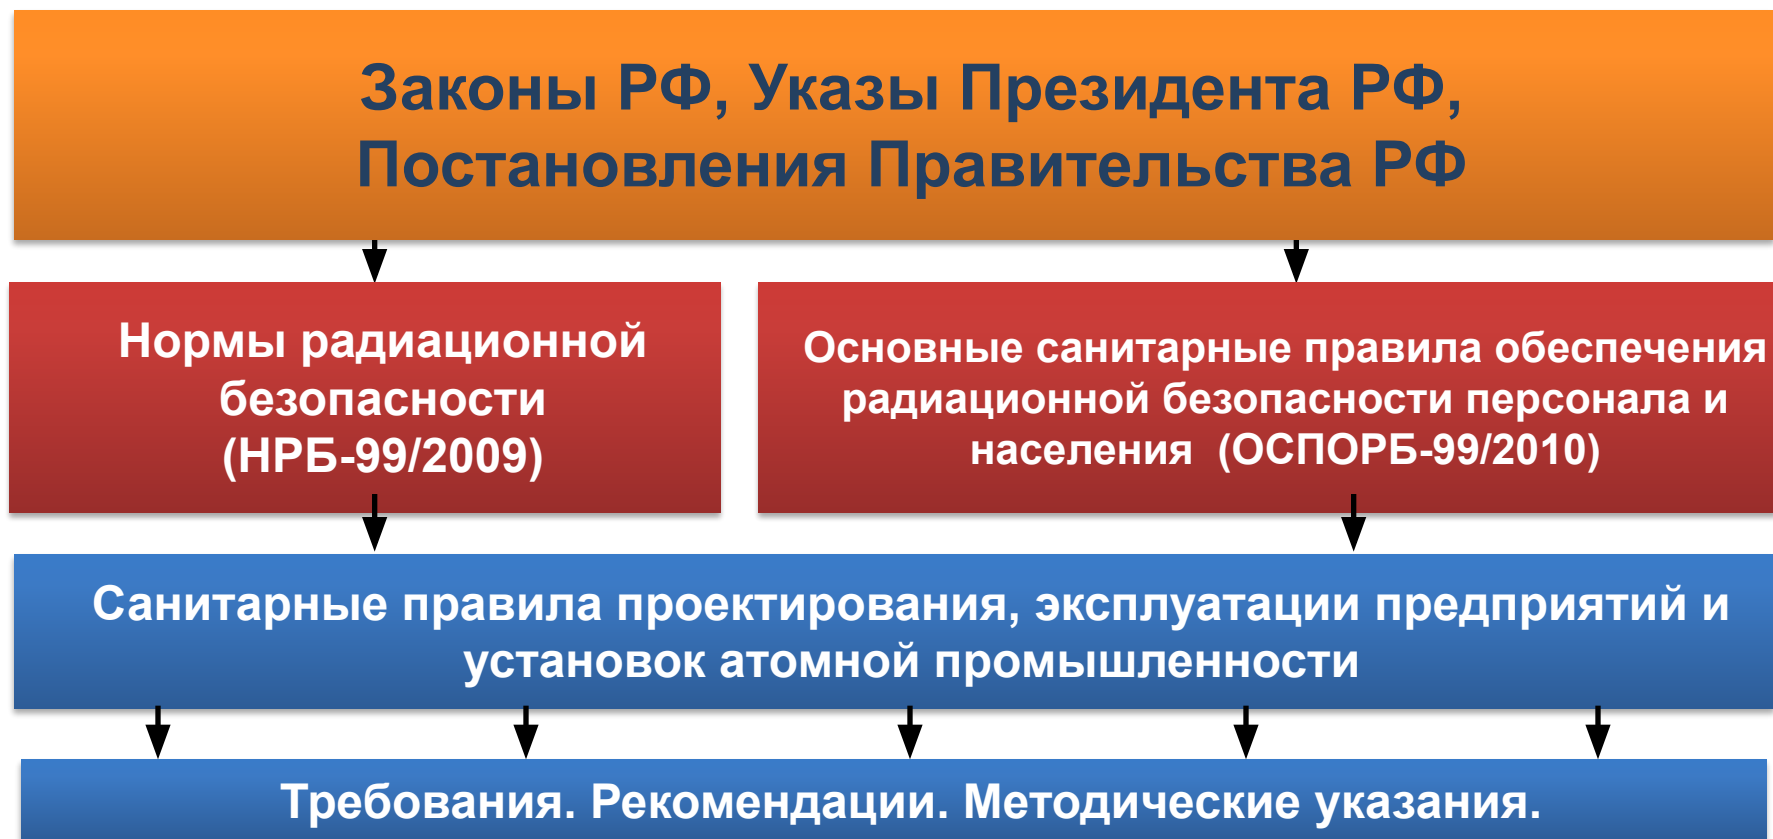 Законы РФ, Указы Президента РФ,
Постановления Правительства РФ
Нормы радиационной
безопасности
(НРБ-99/2009)
Основные санитарные правила обеспечения
радиационной безопасности персонала и
населения (ОСПОРБ-99/2010)
Санитарные правила проектирования, эксплуатации предприятий и
установок атомной промышленности
Требования. Рекомендации. Методические указания.